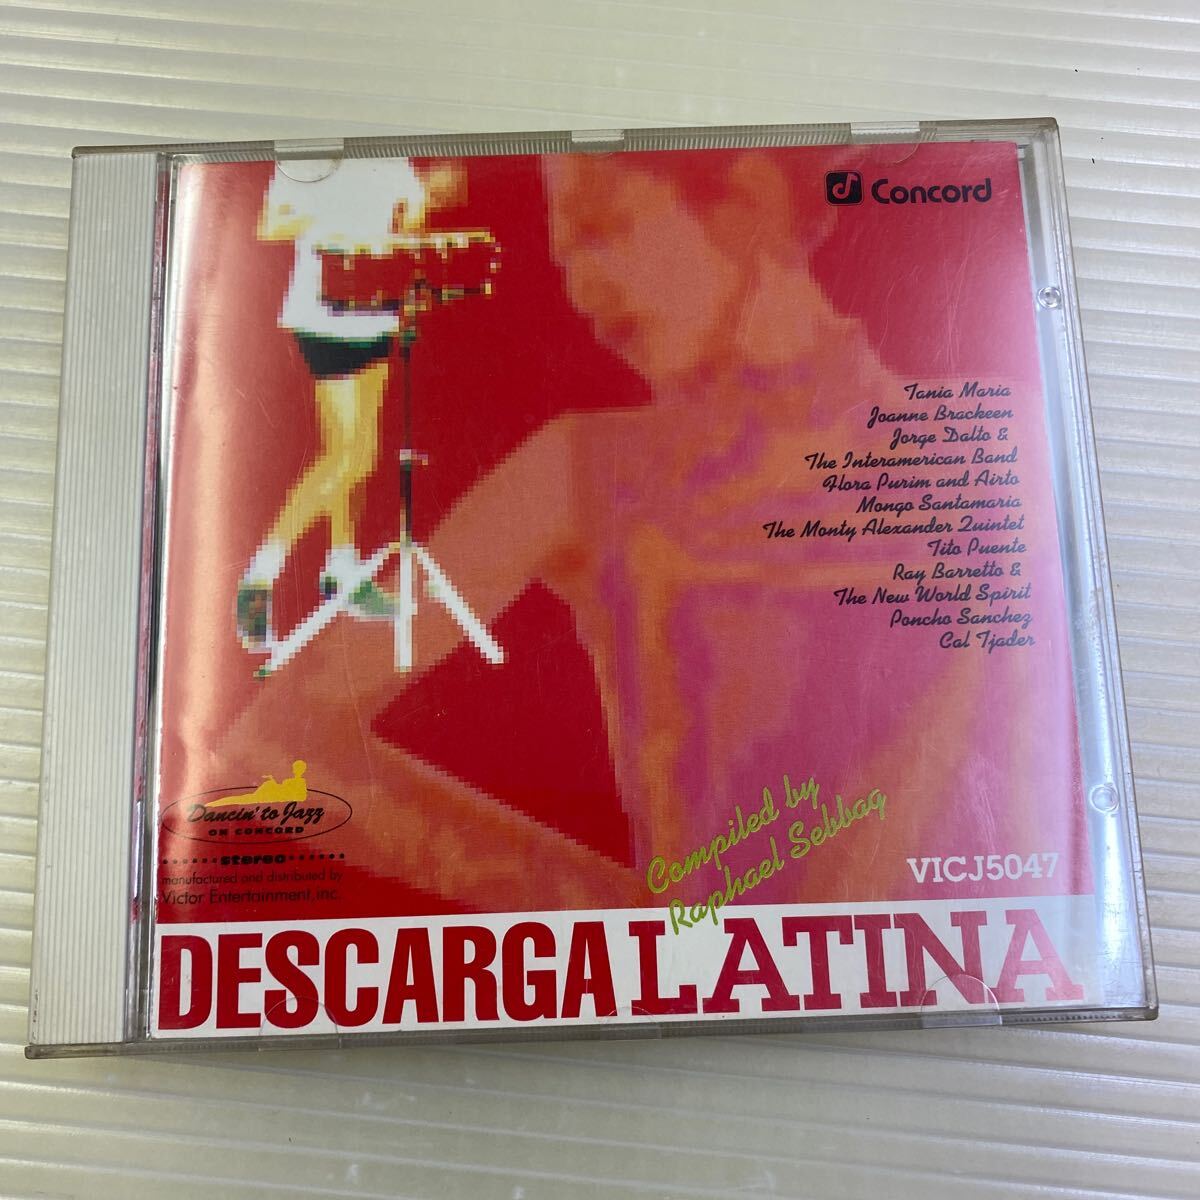 Concord
Tania Maria
Joanne Brackeen
Jorge Dalto &
The Interamerican Band
Flora Purim and Airto
Mongo Santamaria
The Monty Alexander Quintet
Tito Puente
Ray Barretto &
The New World Spirit
Poncho Sanchez
Cal Tjader
Dancin' to Jazz
ON CONCORD
stereo
manufactured and distributed by
Victor Entertainment, inc.
Compiled by
Raphael Sebbag
VICJ5047
DESCARGA LATINA